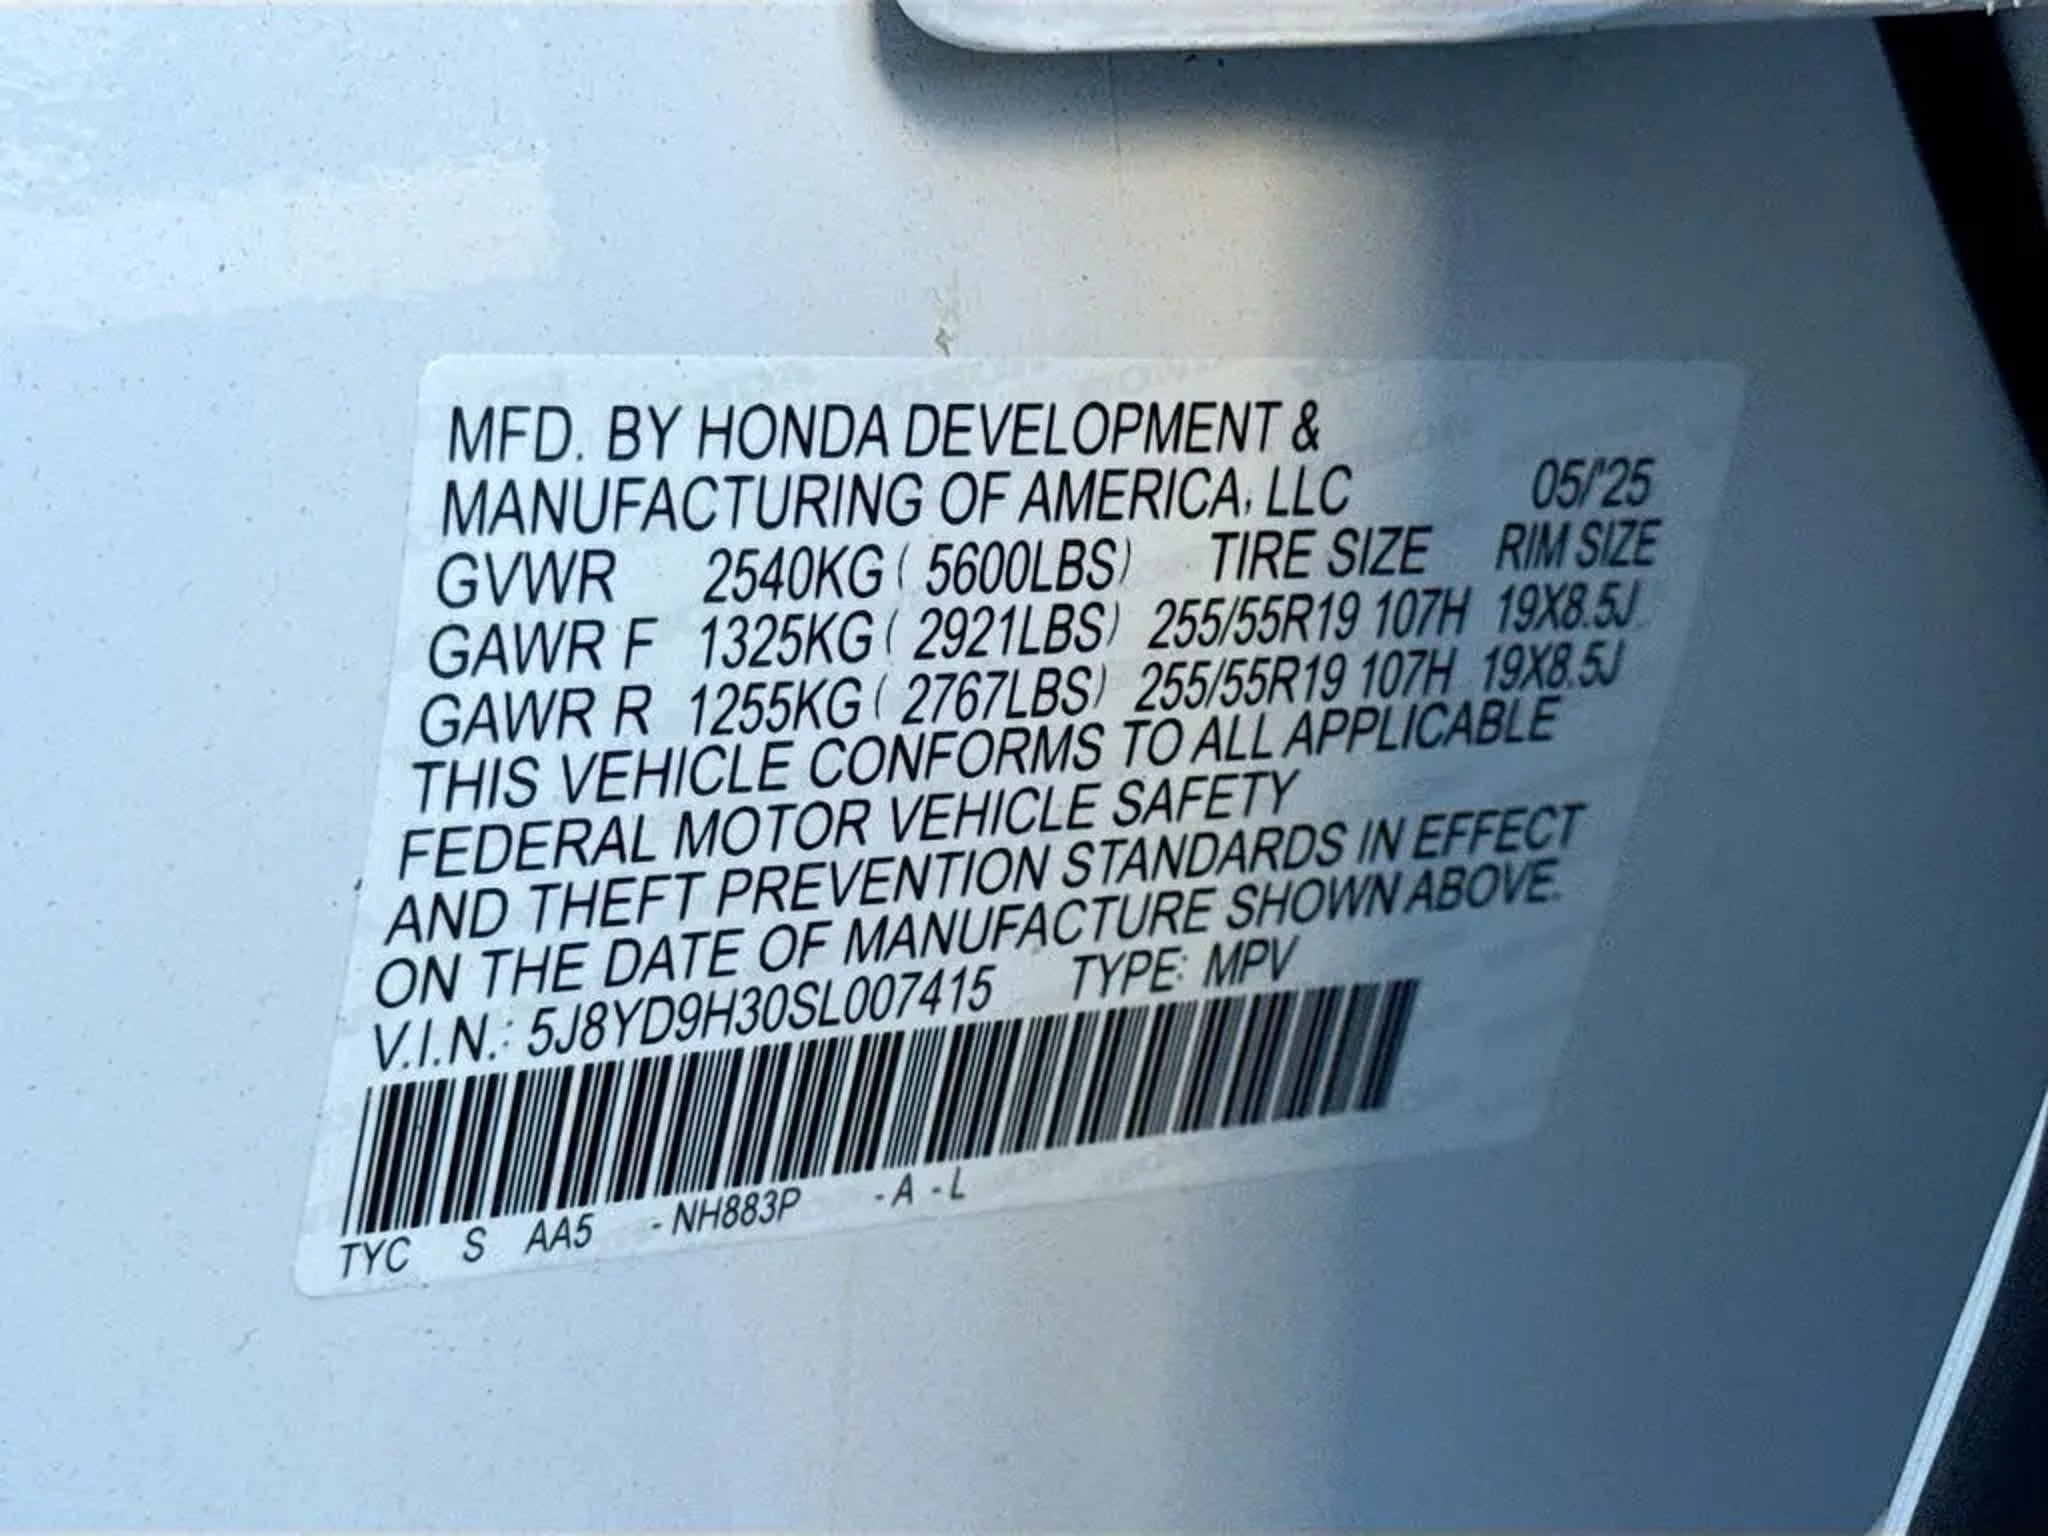 MFD. BY HONDA DEVELOPMENT &
MANUFACTURING OF AMERICA, LLC 05/'25
GVWR 2540KG ( 5600LBS) TIRE SIZE RIM SIZE
GAWR F 1325KG ( 2921LBS) 255/55R19 107H 19X8.5J
GAWR R 1255KG ( 2767LBS) 255/55R19 107H 19X8.5J
THIS VEHICLE CONFORMS TO ALL APPLICABLE
FEDERAL MOTOR VEHICLE SAFETY
AND THEFT PREVENTION STANDARDS IN EFFECT
ON THE DATE OF MANUFACTURE SHOWN ABOVE.
V.I.N.: 5J8YD9H30SL007415 TYPE: MPV
TYC S AA5 - NH883P - A - L